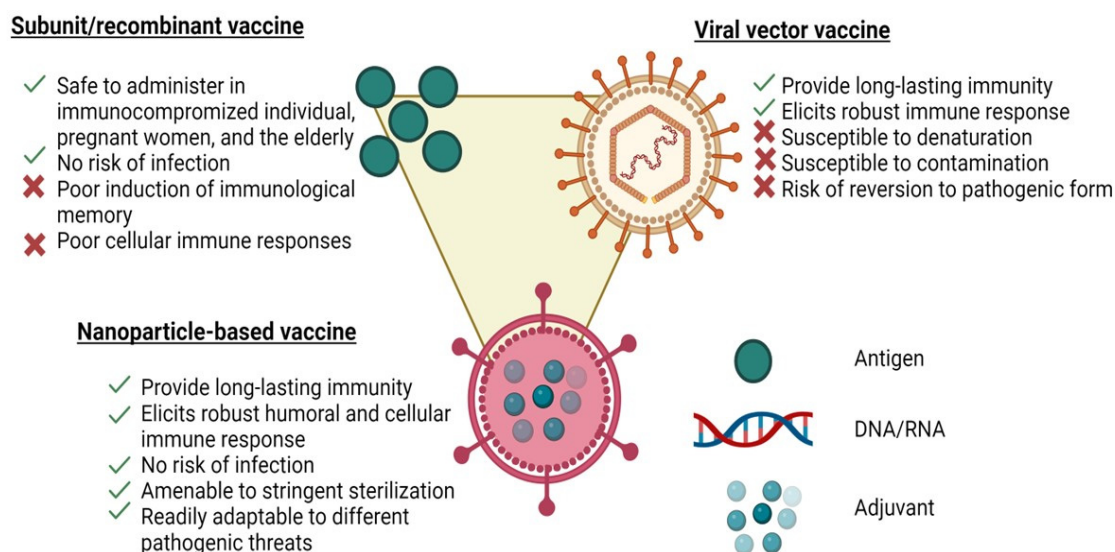 Subunit/recombinant vaccine
Safe to administer in
immunocompromized individual,
pregnant women, and the elderly
No risk of infection
Poor induction of immunological
memory
Poor cellular immune responses
Viral vector vaccine
Provide long-lasting immunity
Elicits robust immune response
Susceptible to denaturation
Susceptible to contamination
Risk of reversion to pathogenic form
Nanoparticle-based vaccine
Provide long-lasting immunity
Elicits robust humoral and cellular
immune response
No risk of infection
Amenable to stringent sterilization
Readily adaptable to different
pathogenic threats
Antigen
DNA/RNA
Adjuvant